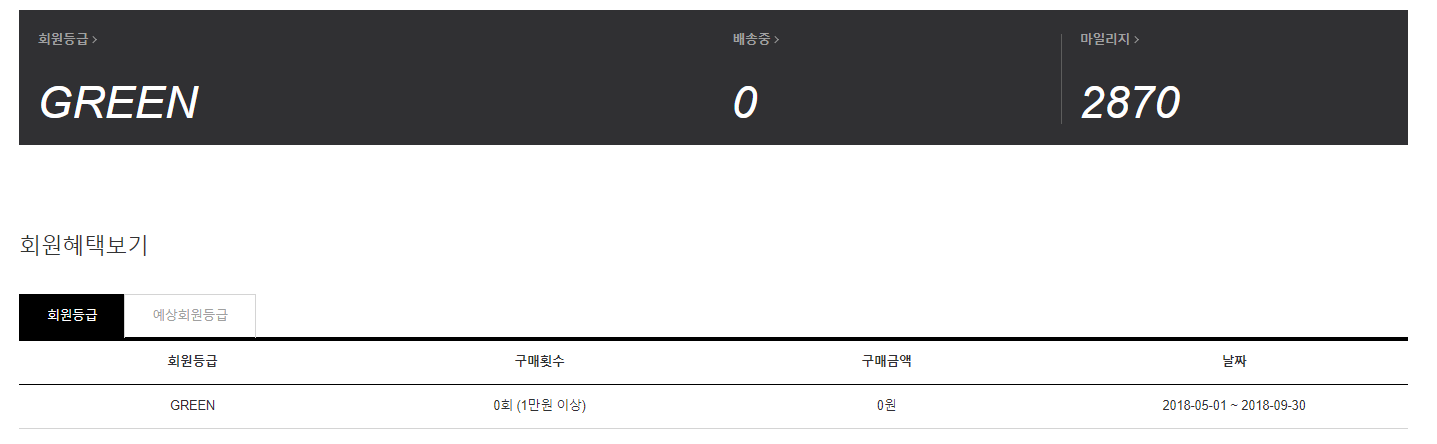 회원등급 > 배송중 > 마일리지 >
GREEN 0 2870
회원혜택보기
회원등급 예상회원등급
회원등급 구매횟수 구매금액 날짜
GREEN 0회 (1만원 이상) 0원 2018-05-01 ~ 2018-09-30